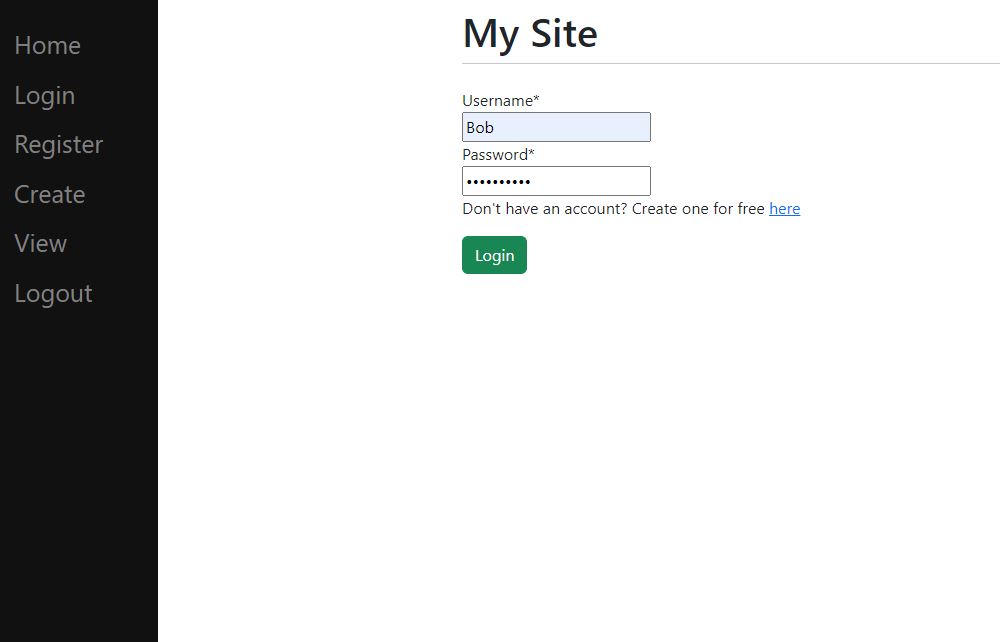 Home
Login
Register
Create
View
Logout
My Site
Username*
Bob
Password*
••••••••••
Don't have an account? Create one for free here
Login